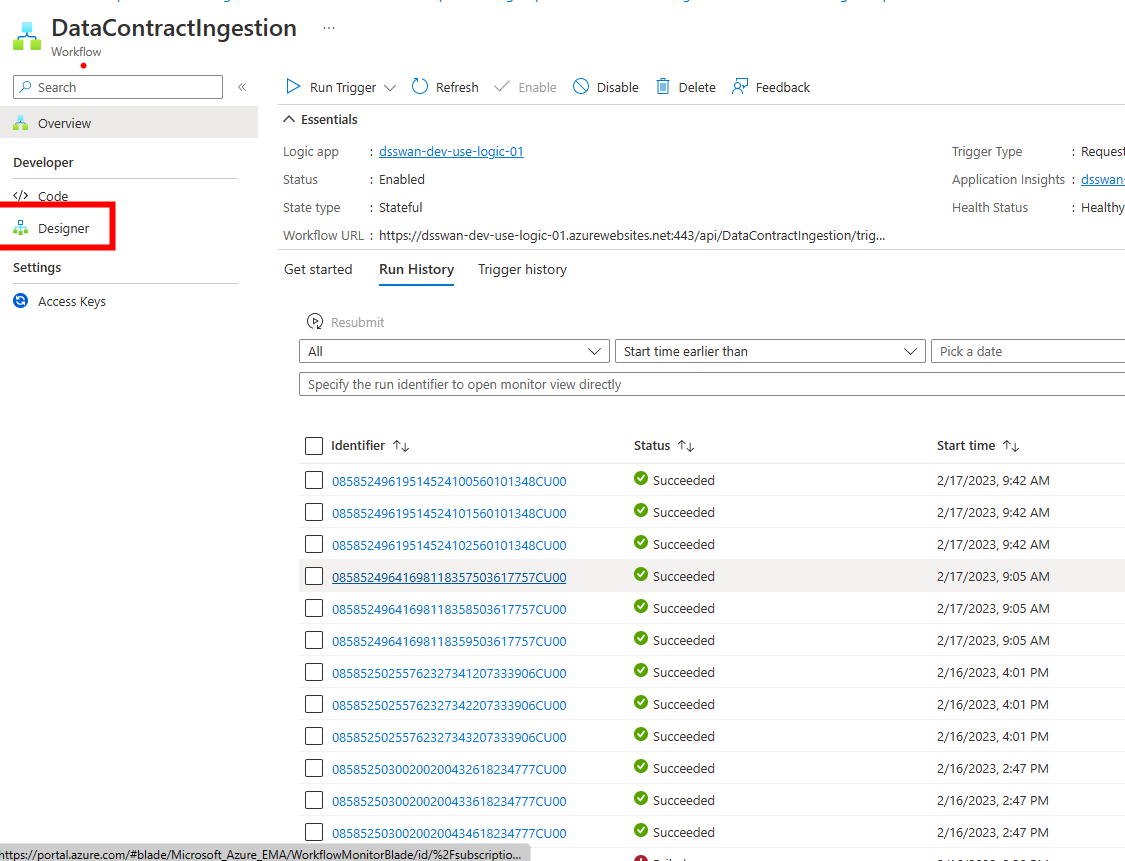 DataContractIngestion ...
Workflow
Search «
Overview
Developer
</> Code
Designer
Settings
Access Keys
Run Trigger Refresh Enable Disable Delete Feedback
Essentials
Logic app : dsswan-dev-use-logic-01
Trigger Type : Request
Status : Enabled
Application Insights : dsswan-
State type : Stateful
Health Status : Healthy
Workflow URL : https://dsswan-dev-use-logic-01.azurewebsites.net:443/api/DataContractIngestion/trig...
Get started Run History Trigger history
Resubmit
All Start time earlier than Pick a date
Specify the run identifier to open monitor view directly
Identifier Status Start time
08585249619514524100560101348CU00 Succeeded 2/17/2023, 9:42 AM
08585249619514524101560101348CU00 Succeeded 2/17/2023, 9:42 AM
08585249619514524102560101348CU00 Succeeded 2/17/2023, 9:42 AM
08585249641698118357503617757CU00 Succeeded 2/17/2023, 9:05 AM
08585249641698118358503617757CU00 Succeeded 2/17/2023, 9:05 AM
08585249641698118359503617757CU00 Succeeded 2/17/2023, 9:05 AM
08585250255762327341207333906CU00 Succeeded 2/16/2023, 4:01 PM
08585250255762327342207333906CU00 Succeeded 2/16/2023, 4:01 PM
08585250255762327343207333906CU00 Succeeded 2/16/2023, 4:01 PM
08585250300200200432618234777CU00 Succeeded 2/16/2023, 2:47 PM
08585250300200200433618234777CU00 Succeeded 2/16/2023, 2:47 PM
08585250300200200434618234777CU00 Succeeded 2/16/2023, 2:47 PM
https://portal.azure.com/#blade/Microsoft_Azure_EMA/WorkflowMonitorBlade/id/%2Fsubscriptio...